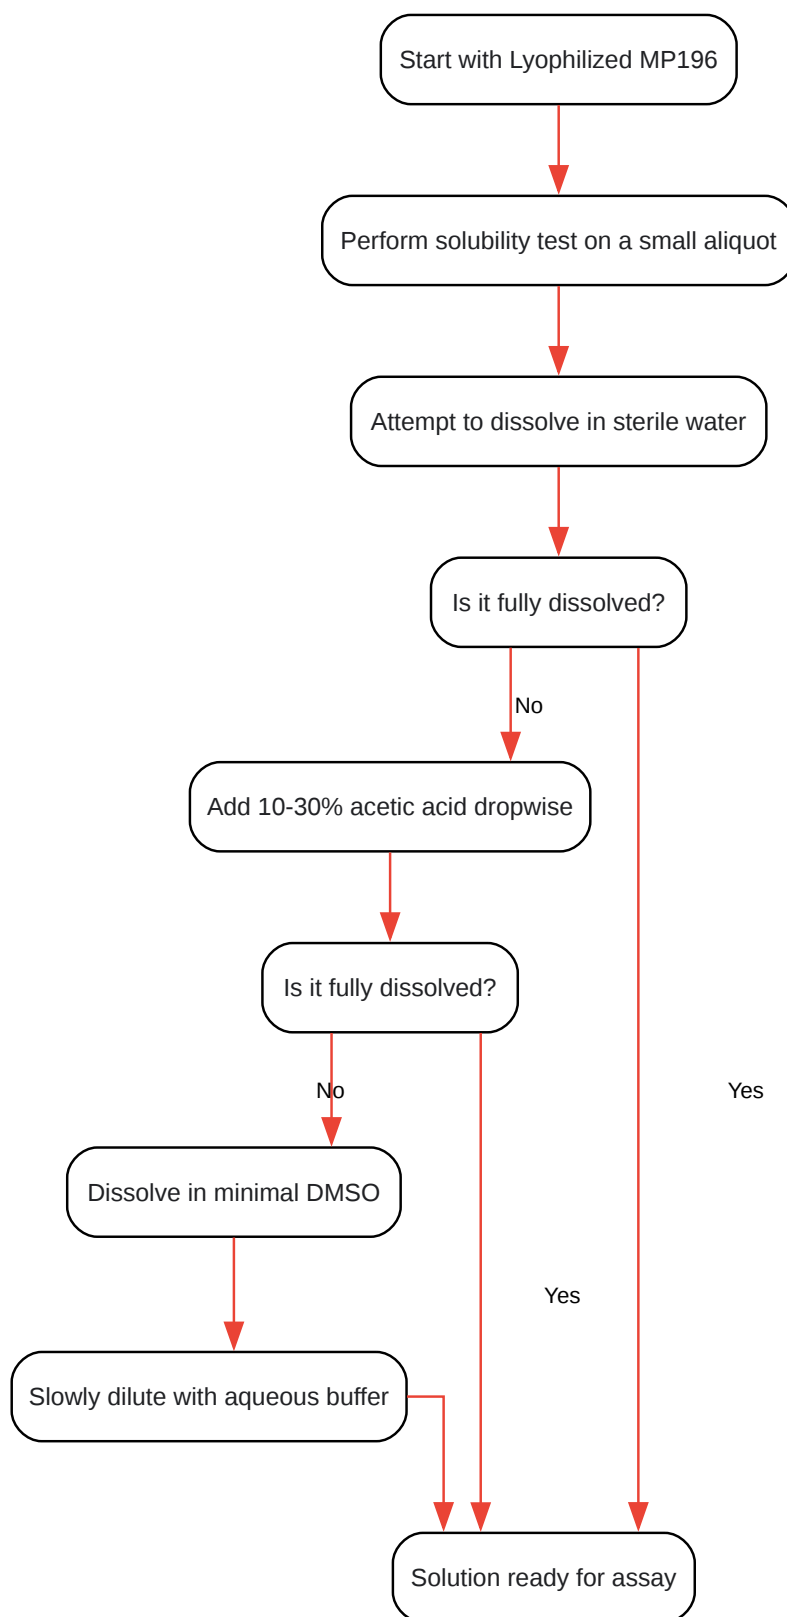 Start with Lyophilized MP196
Perform solubility test on a small aliquot
Attempt to dissolve in sterile water
Is it fully dissolved?
No
Add 10-30% acetic acid dropwise
Is it fully dissolved?
No
Yes
Dissolve in minimal DMSO
Yes
Slowly dilute with aqueous buffer
Solution ready for assay